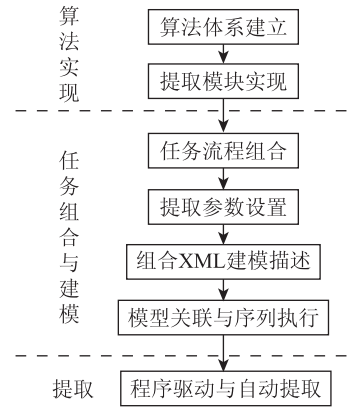 算法实现
算法体系建立
提取模块实现
任务组合与建模
任务流程组合
提取参数设置
组合XML建模描述
模型关联与序列执行
提取
程序驱动与自动提取